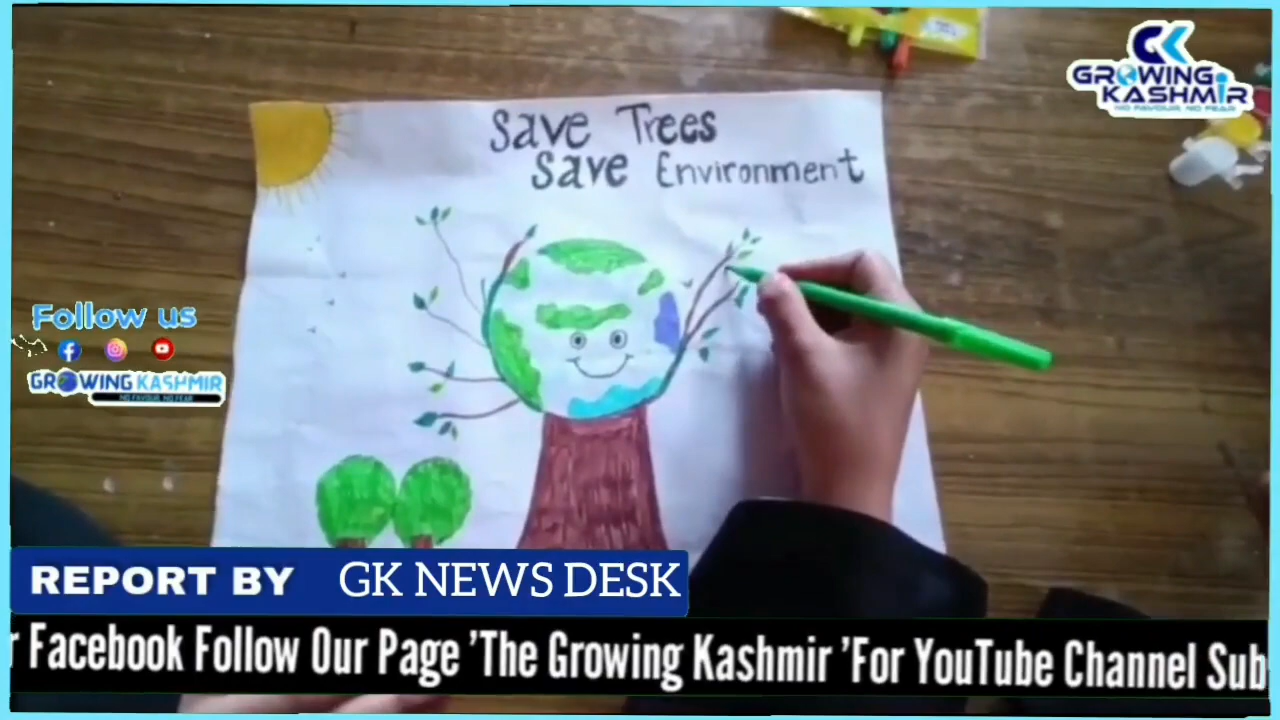 GK
GROWING
KASHMIR
NO FAVOUR, NO FEAR
Save Trees
Save Environment
Follow us
GROWING KASHMIR
NO FAVOUR, NO FEAR
REPORT BY GK NEWS DESK
r Facebook Follow Our Page 'The Growing Kashmir 'For YouTube Channel Sub